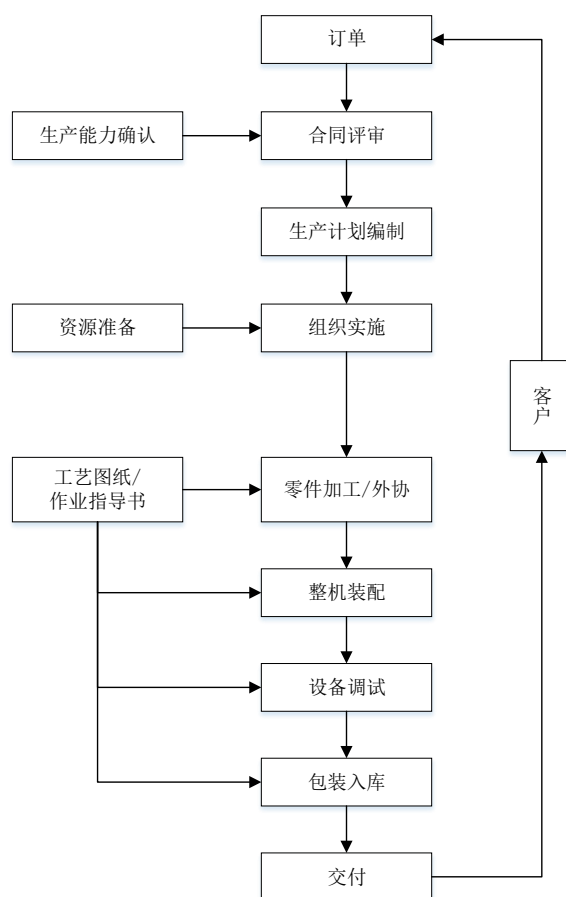 订单
生产能力确认
合同评审
生产计划编制
资源准备
组织实施
客
户
工艺图纸/
作业指导书
零件加工/外协
整机装配
设备调试
包装入库
交付